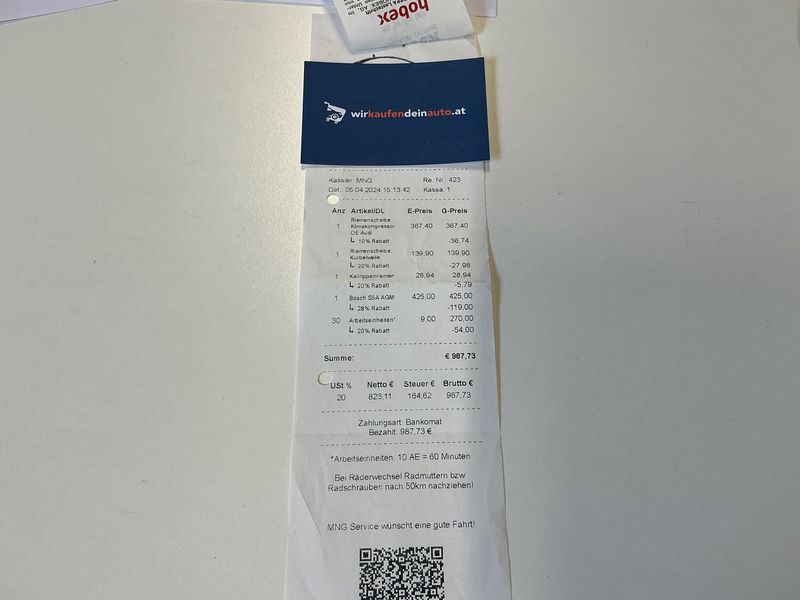 hobex
wirkaufendeinauto.at
Kassier: MNG Re. Nr.: 423
Dat.: 05.04.2024 15:13:42 Kassa: 1
Anz Artikel/DL E-Preis G-Preis
1 Riemenscheibe Klimakompressor OE Audi 367,40 367,40
10% Rabatt -36,74
1 Riemenscheibe, Kurbelwelle 139,90 139,90
20% Rabatt -27,98
1 Keilrippenriemen 28,94 28,94
20% Rabatt -5,79
1 Bosch S5A AGM 425,00 425,00
28% Rabatt -119,00
30 Arbeitseinheiten* 9,00 270,00
20% Rabatt -54,00
Summe: € 987,73
USt % Netto € Steuer € Brutto €
20 823,11 164,62 987,73
Zahlungsart: Bankomat
Bezahlt: 987,73 €
*Arbeitseinheiten: 10 AE = 60 Minuten
Bei Räderwechsel Radmuttern bzw
Radschrauben nach 50km nachziehen!
MNG Service wünscht eine gute Fahrt!